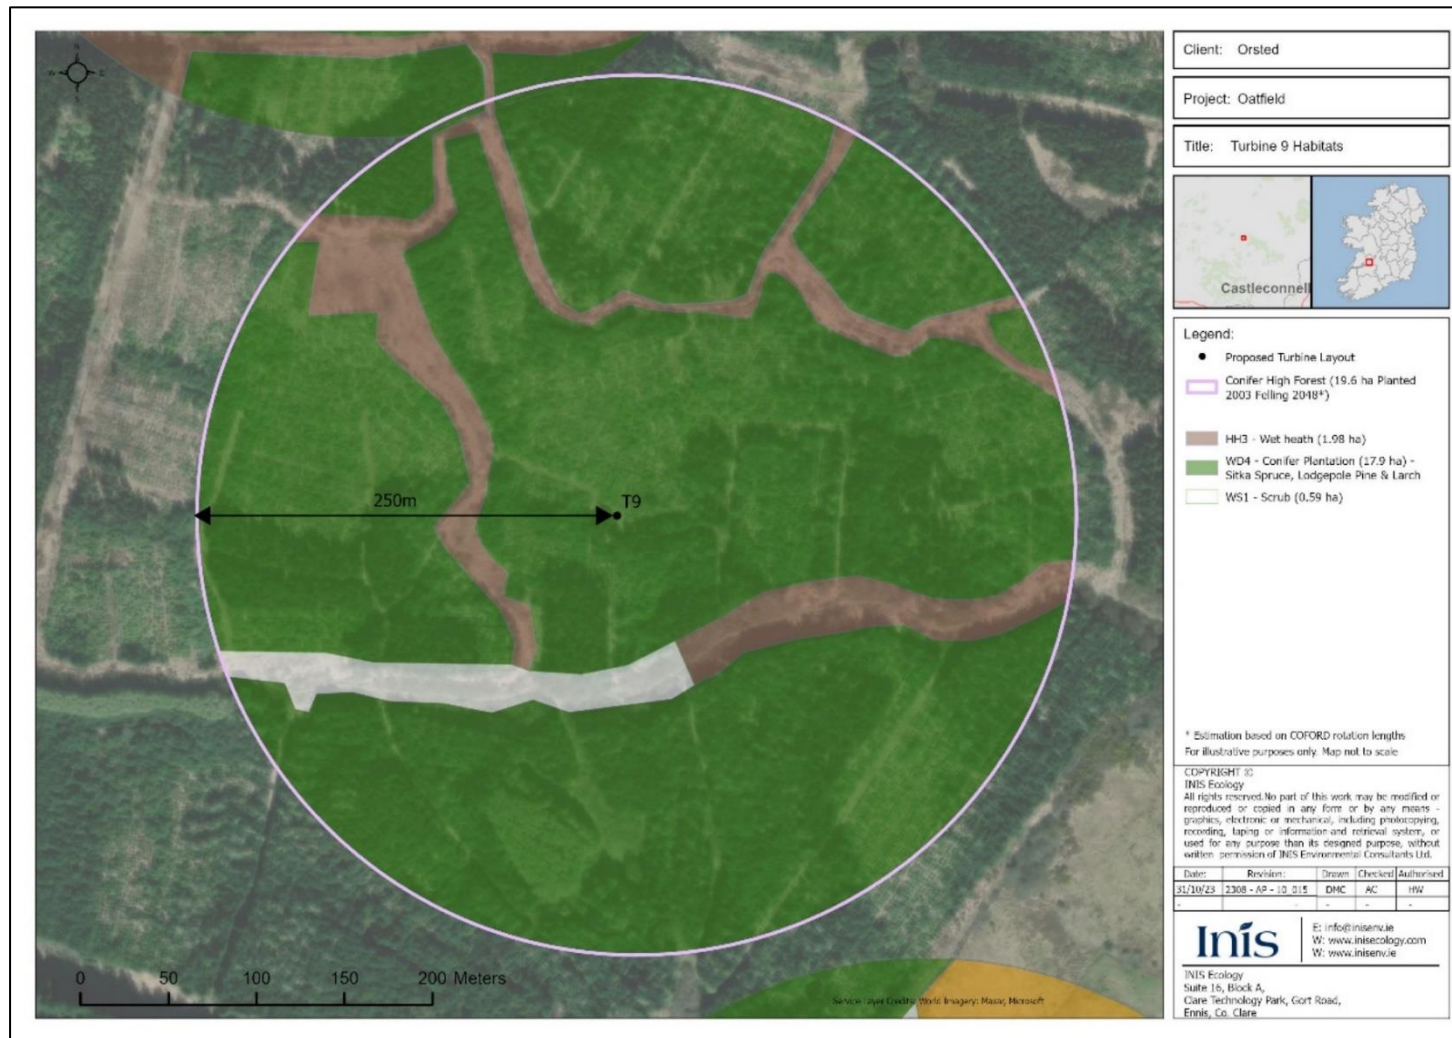 N
W
E
S
250m
T9
0 50 100 150 200 Meters
Service Layer Credits: World Imagery: Maxar, Microsoft
Client: Orsted
Project: Oatfield
Title: Turbine 9 Habitats
Castleconnell
Legend:
Proposed Turbine Layout
Conifer High Forest (19.6 ha Planted
2003 Felling 2048*)
HH3 - Wet heath (1.98 ha)
WD4 - Conifer Plantation (17.9 ha) -
Sitka Spruce, Lodgepole Pine & Larch
WS1 - Scrub (0.59 ha)
* Estimation based on COFORD rotation lengths
For illustrative purposes only. Map not to scale
COPYRIGHT ©
INIS Ecology
All rights reserved.No part of this work may be modified or
reproduced or copied in any form or by any means -
graphics, electronic or mechanical, including photocopying,
recording, taping or information and retrieval system, or
used for any purpose than its designed purpose, without
written permission of INIS Environmental Consultants Ltd.
Date: Revision: Drawn Checked Authorised
31/10/23 2308 - AP - 10_015 DMC AC HW
- - - - -
Inis
E: info@inisenv.ie
W: www.inisecology.com
W: www.inisenv.ie
INIS Ecology
Suite 16, Block A,
Clare Technology Park, Gort Road,
Ennis, Co. Clare